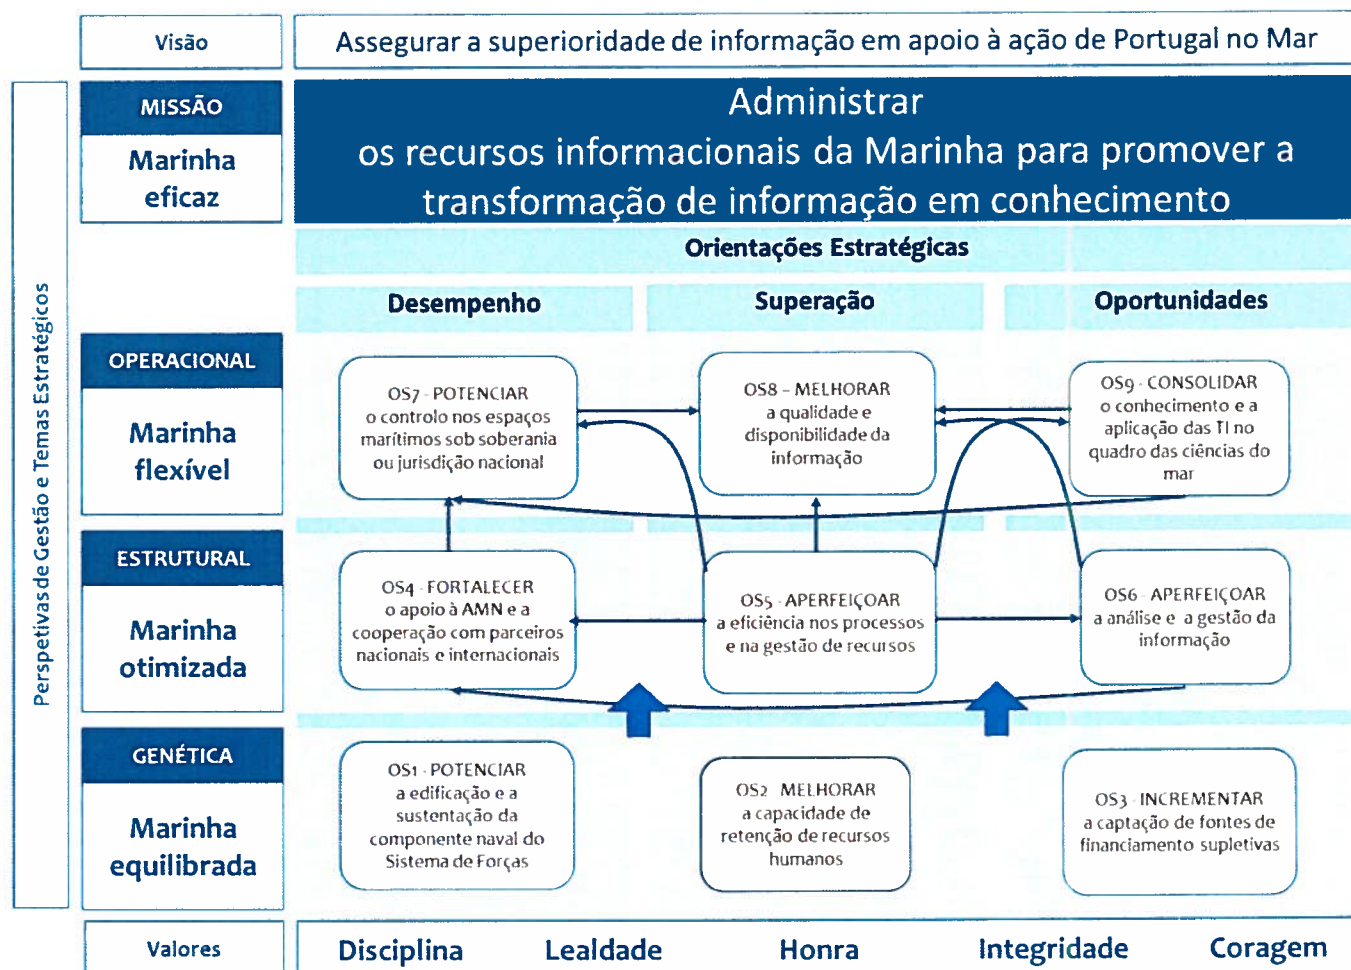 Visão
Assegurar a superioridade de informação em apoio à ação de Portugal no Mar
Perspetivas de Gestão e Temas Estratégicos
MISSÃO
Marinha
eficaz
Administrar
os recursos informacionais da Marinha para promover a
transformação de informação em conhecimento
Orientações Estratégicas
Desempenho
Superação
Oportunidades
OPERACIONAL
Marinha
flexível
OS7 - POTENCIAR
o controlo nos espaços
marítimos sob soberania
ou jurisdição nacional
OS8 – MELHORAR
a qualidade e
disponibilidade da
informação
OS9 - CONSOLIDAR
o conhecimento e a
aplicação das TI no
quadro das ciências do
mar
ESTRUTURAL
Marinha
otimizada
OS4 - FORTALECER
o apoio à AMN e a
cooperação com parceiros
nacionais e internacionais
OS5 - APERFEIÇOAR
a eficiência nos processos
e na gestão de recursos
OS6 - APERFEIÇOAR
a análise e a gestão da
informação
GENÉTICA
Marinha
equilibrada
OS1 - POTENCIAR
a edificação e a
sustentação da
componente naval do
Sistema de Forças
OS2 MELHORAR
a capacidade de
retenção de recursos
humanos
OS3 - INCREMENTAR
a captação de fontes de
financiamento supletivas
Valores
Disciplina
Lealdade
Honra
Integridade
Coragem